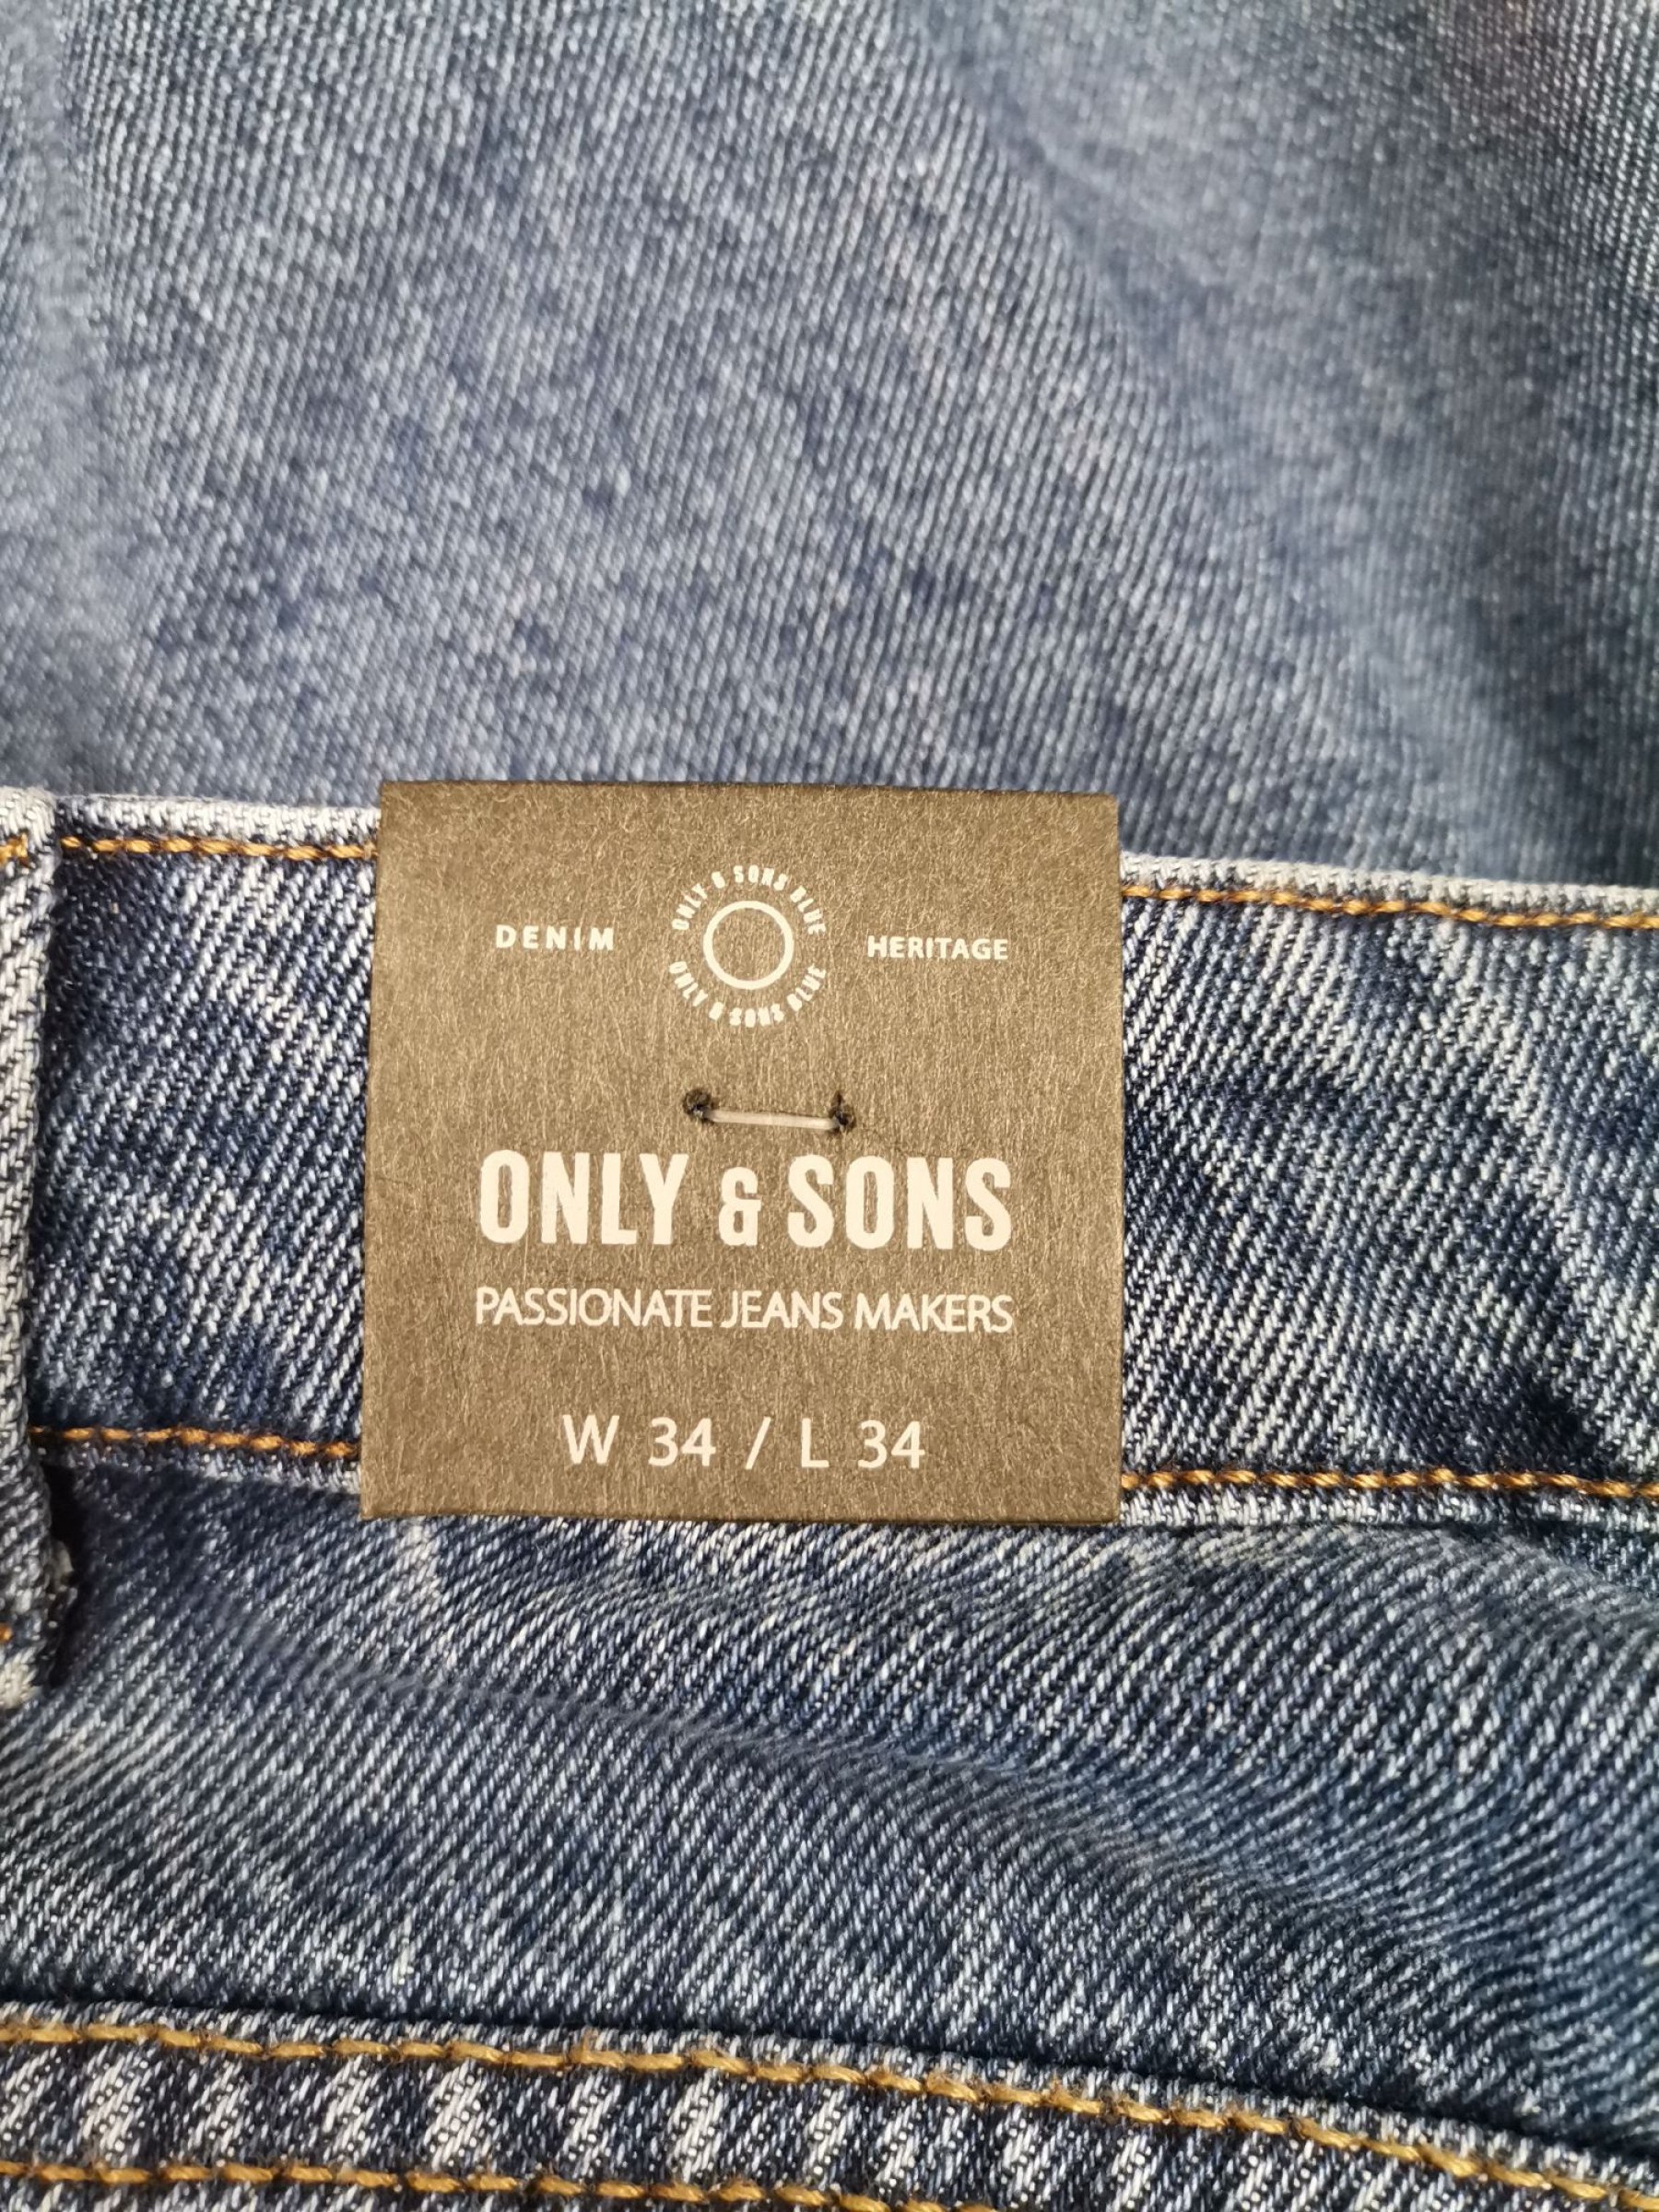 DENIM
ONLY & SONS BLUE
ONLY & SONS BLUE
HERITAGE
ONLY & SONS
PASSIONATE JEANS MAKERS
W 34 / L 34